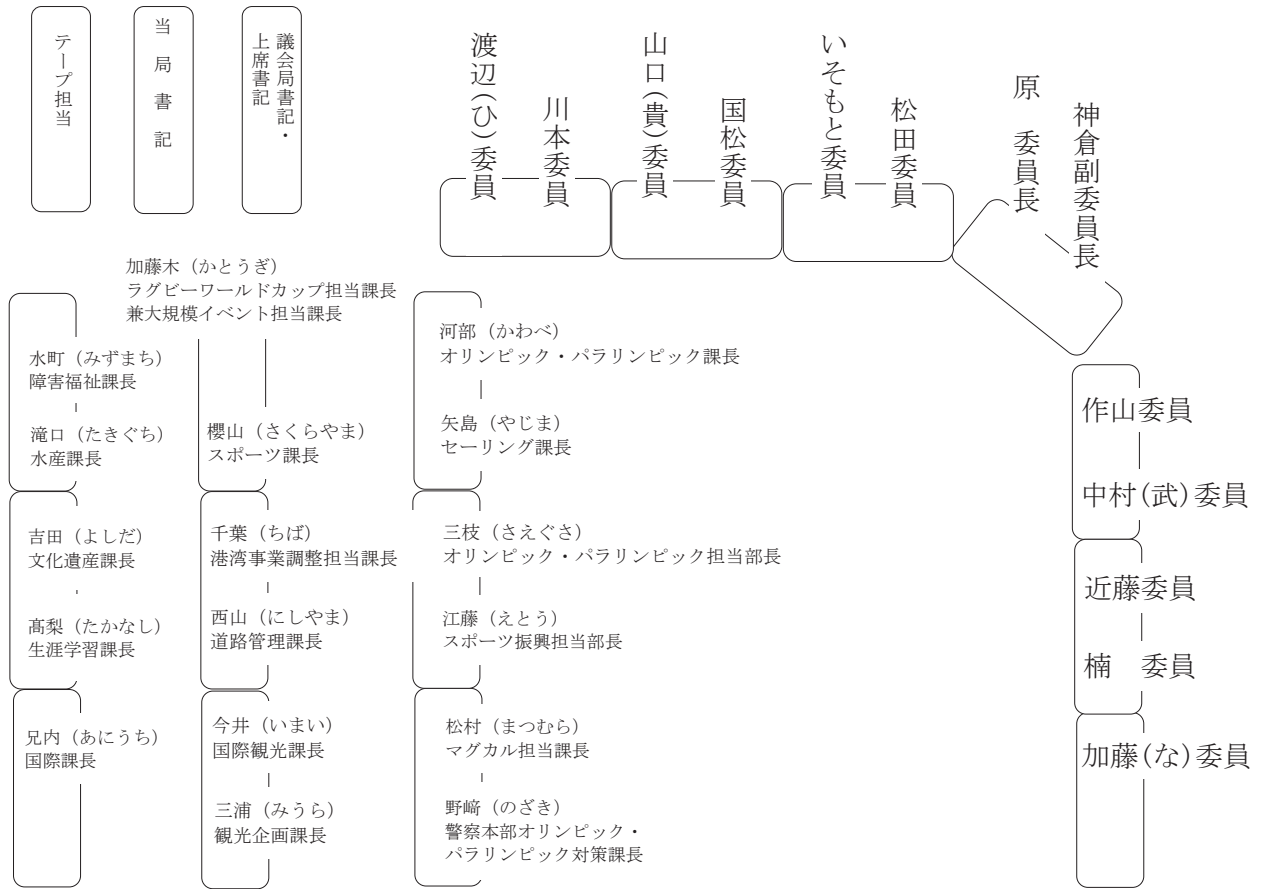 テープ担当
当局書記
議会局書記・
上席書記
渡辺(ひ)委員
川本委員
山口(貴)委員
国松委員
いそもと委員
松田委員
原　委員長
神倉副委員長
加藤木（かとうぎ）
ラグビーワールドカップ担当課長
兼大規模イベント担当課長
水町（みずまち）
障害福祉課長
滝口（たきぐち）
水産課長
吉田（よしだ）
文化遺産課長
髙梨（たかなし）
生涯学習課長
兄内（あにうち）
国際課長
櫻山（さくらやま）
スポーツ課長
千葉（ちば）
港湾事業調整担当課長
西山（にしやま）
道路管理課長
今井（いまい）
国際観光課長
三浦（みうら）
観光企画課長
河部（かわべ）
オリンピック・パラリンピック課長
矢島（やじま）
セーリング課長
三枝（さえぐさ）
オリンピック・パラリンピック担当部長
江藤（えとう）
スポーツ振興担当部長
松村（まつむら）
マグカル担当課長
野﨑（のざき）
警察本部オリンピック・
パラリンピック対策課長
作山委員
中村(武)委員
近藤委員
楠　委員
加藤(な)委員